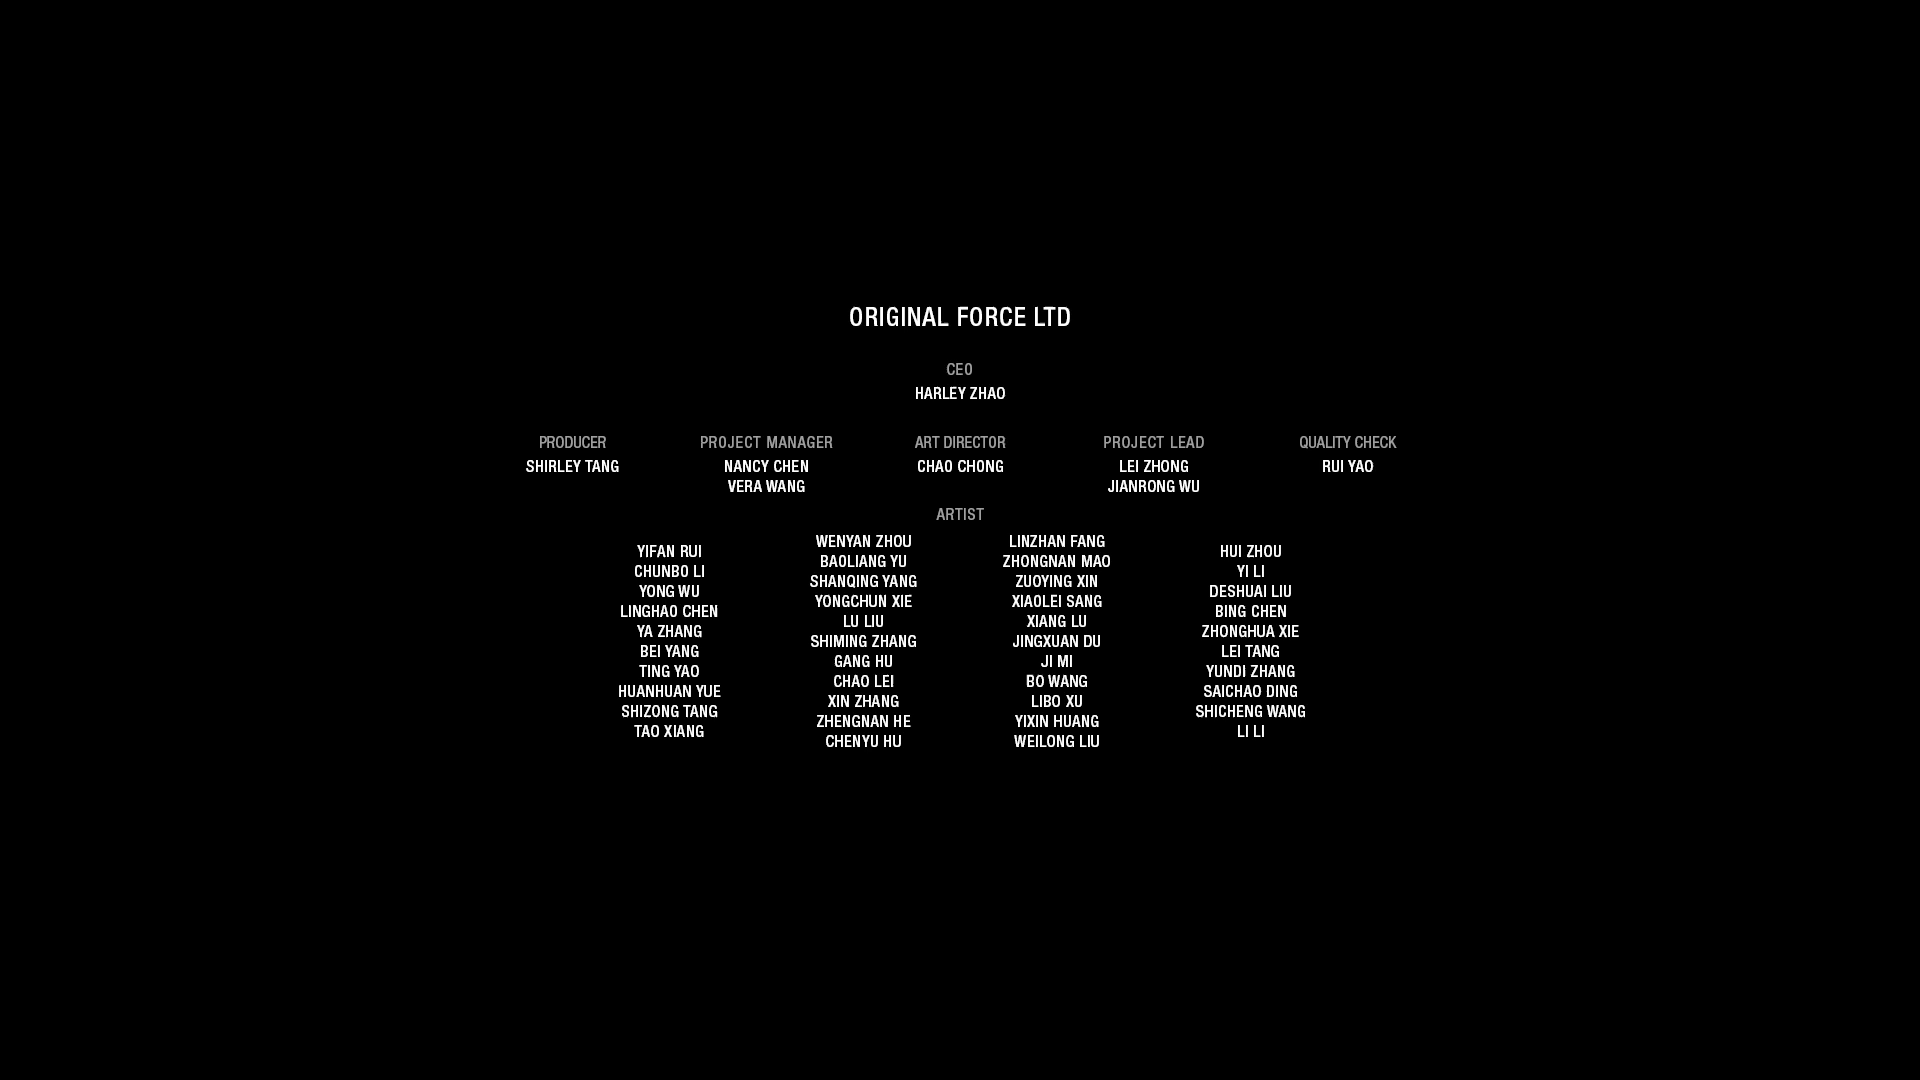 ORIGINAL FORCE LTD
CEO
HARLEY ZHAO
PRODUCER
SHIRLEY TANG
PROJECT MANAGER
NANCY CHEN
VERA WANG
ART DIRECTOR
CHAO CHONG
PROJECT LEAD
LEI ZHONG
JIANRONG WU
QUALITY CHECK
RUI YAO
ARTIST
YIFAN RUI
CHUNBO LI
YONG WU
LINGHAO CHEN
YA ZHANG
BEI YANG
TING YAO
HUANHUAN YUE
SHIZONG TANG
TAO XIANG
WENYAN ZHOU
BAOLIANG YU
SHANQING YANG
YONGCHUN XIE
LU LIU
SHIMING ZHANG
GANG HU
CHAO LEI
XIN ZHANG
ZHENGNAN HE
CHENYU HU
LINZHAN FANG
ZHONGNAN MAO
ZUOYING XIN
XIAOLEI SANG
XIANG LU
JINGXUAN DU
JI MI
BO WANG
LIBO XU
YIXIN HUANG
WEILONG LIU
HUI ZHOU
YI LI
DESHUAI LIU
BING CHEN
ZHONGHUA XIE
LEI TANG
YUNDI ZHANG
SAICHAO DING
SHICHENG WANG
LI LI